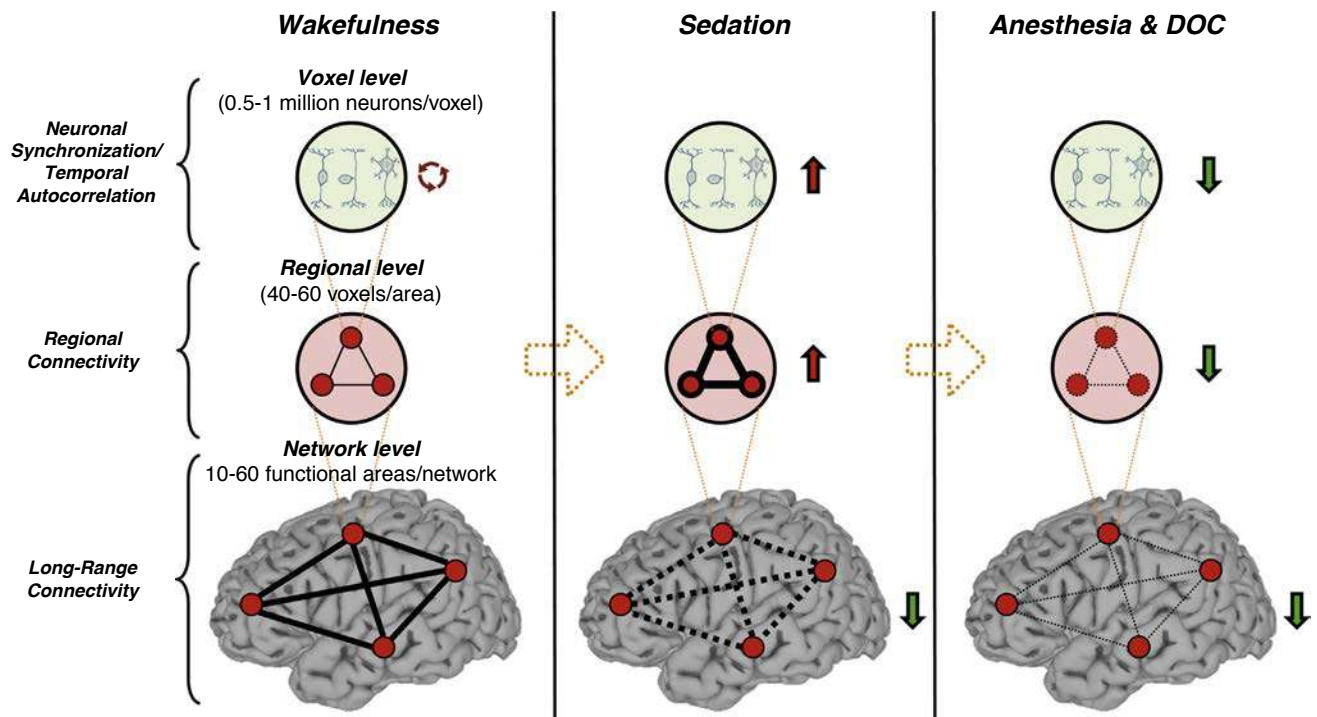 Wakefulness
Sedation
Anesthesia & DOC
Voxel level
(0.5-1 million neurons/voxel)
Neuronal
Synchronization/
Temporal
Autocorrelation
Regional level
(40-60 voxels/area)
Regional
Connectivity
Network level
10-60 functional areas/network
Long-Range
Connectivity